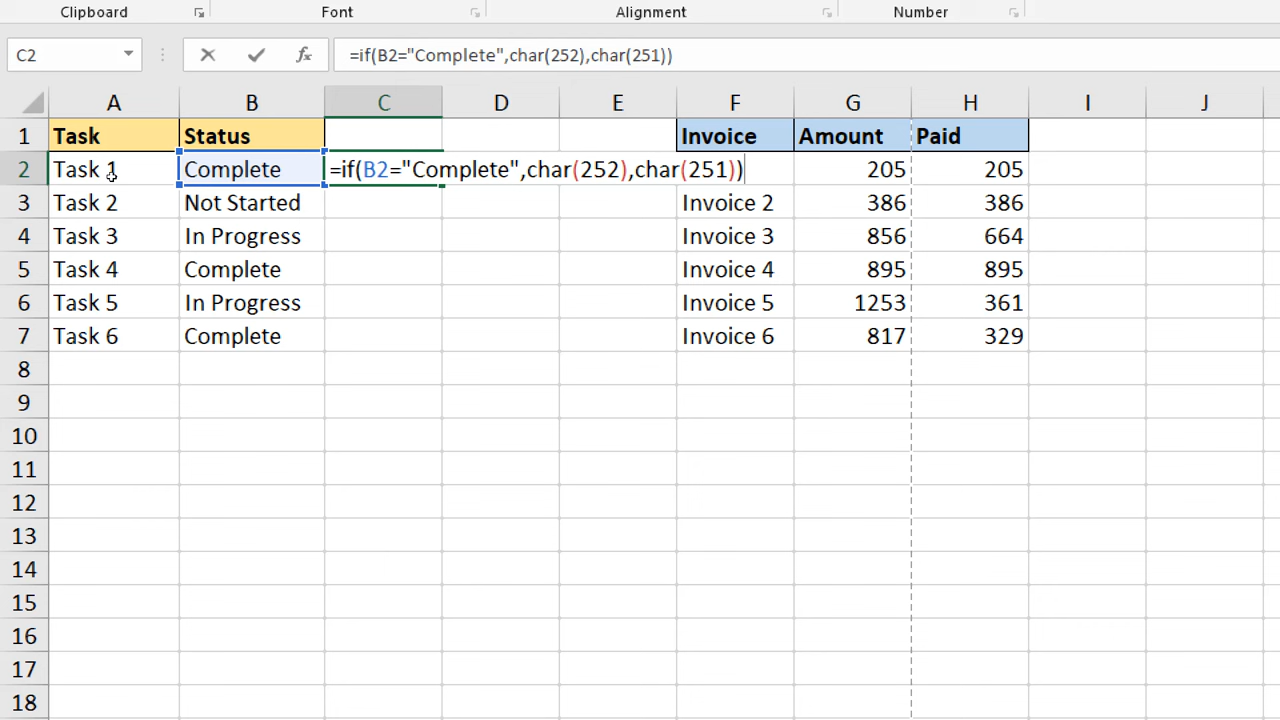 Clipboard Font Alignment Number
C2 fx =if(B2="Complete",char(252),char(251))
A B C D E F G H I J
1 Task Status Invoice Amount Paid
2 Task 1 Complete =if(B2="Complete",char(252),char(251)) 205 205
3 Task 2 Not Started Invoice 2 386 386
4 Task 3 In Progress Invoice 3 856 664
5 Task 4 Complete Invoice 4 895 895
6 Task 5 In Progress Invoice 5 1253 361
7 Task 6 Complete Invoice 6 817 329
8
9
10
11
12
13
14
15
16
17
18